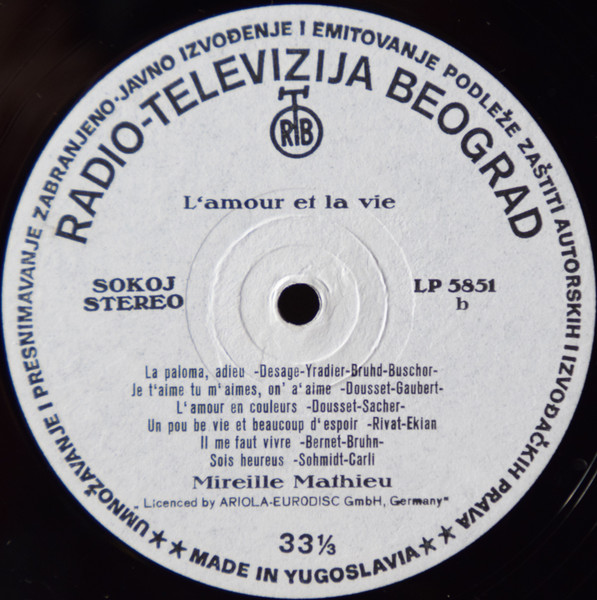 UMNOŽAVANJE I PRESNIMAVANJE ZABRANJENO·JAVNO IZVOĐENJE I EMITOVANJE PODLEŽE ZAŠTITI AUTORSKIH I IZVOĐAČKIH PRAVA
RADIO-TELEVIZIJA BEOGRAD
RTB
L'amour et la vie
SOKOJ
STEREO
LP 5851
b
La paloma, adieu -Desage-Yradier-Bruhd-Buschor-
Je t'aime tu m'aimes, on' a'aime -Dousset-Gaubert-
L'amour en couleurs -Dousset-Sacher-
Un pou be vie et beaucoup d'espoir -Rivat-Ekian
Il me faut vivre -Bernet-Bruhn-
Sois heureus -Sohmidt-Carli
Mireille Mathieu
„Licenced by ARIOLA-EURODISC GmbH, Germany"
33⅓
★★ MADE IN YUGOSLAVIA ★★